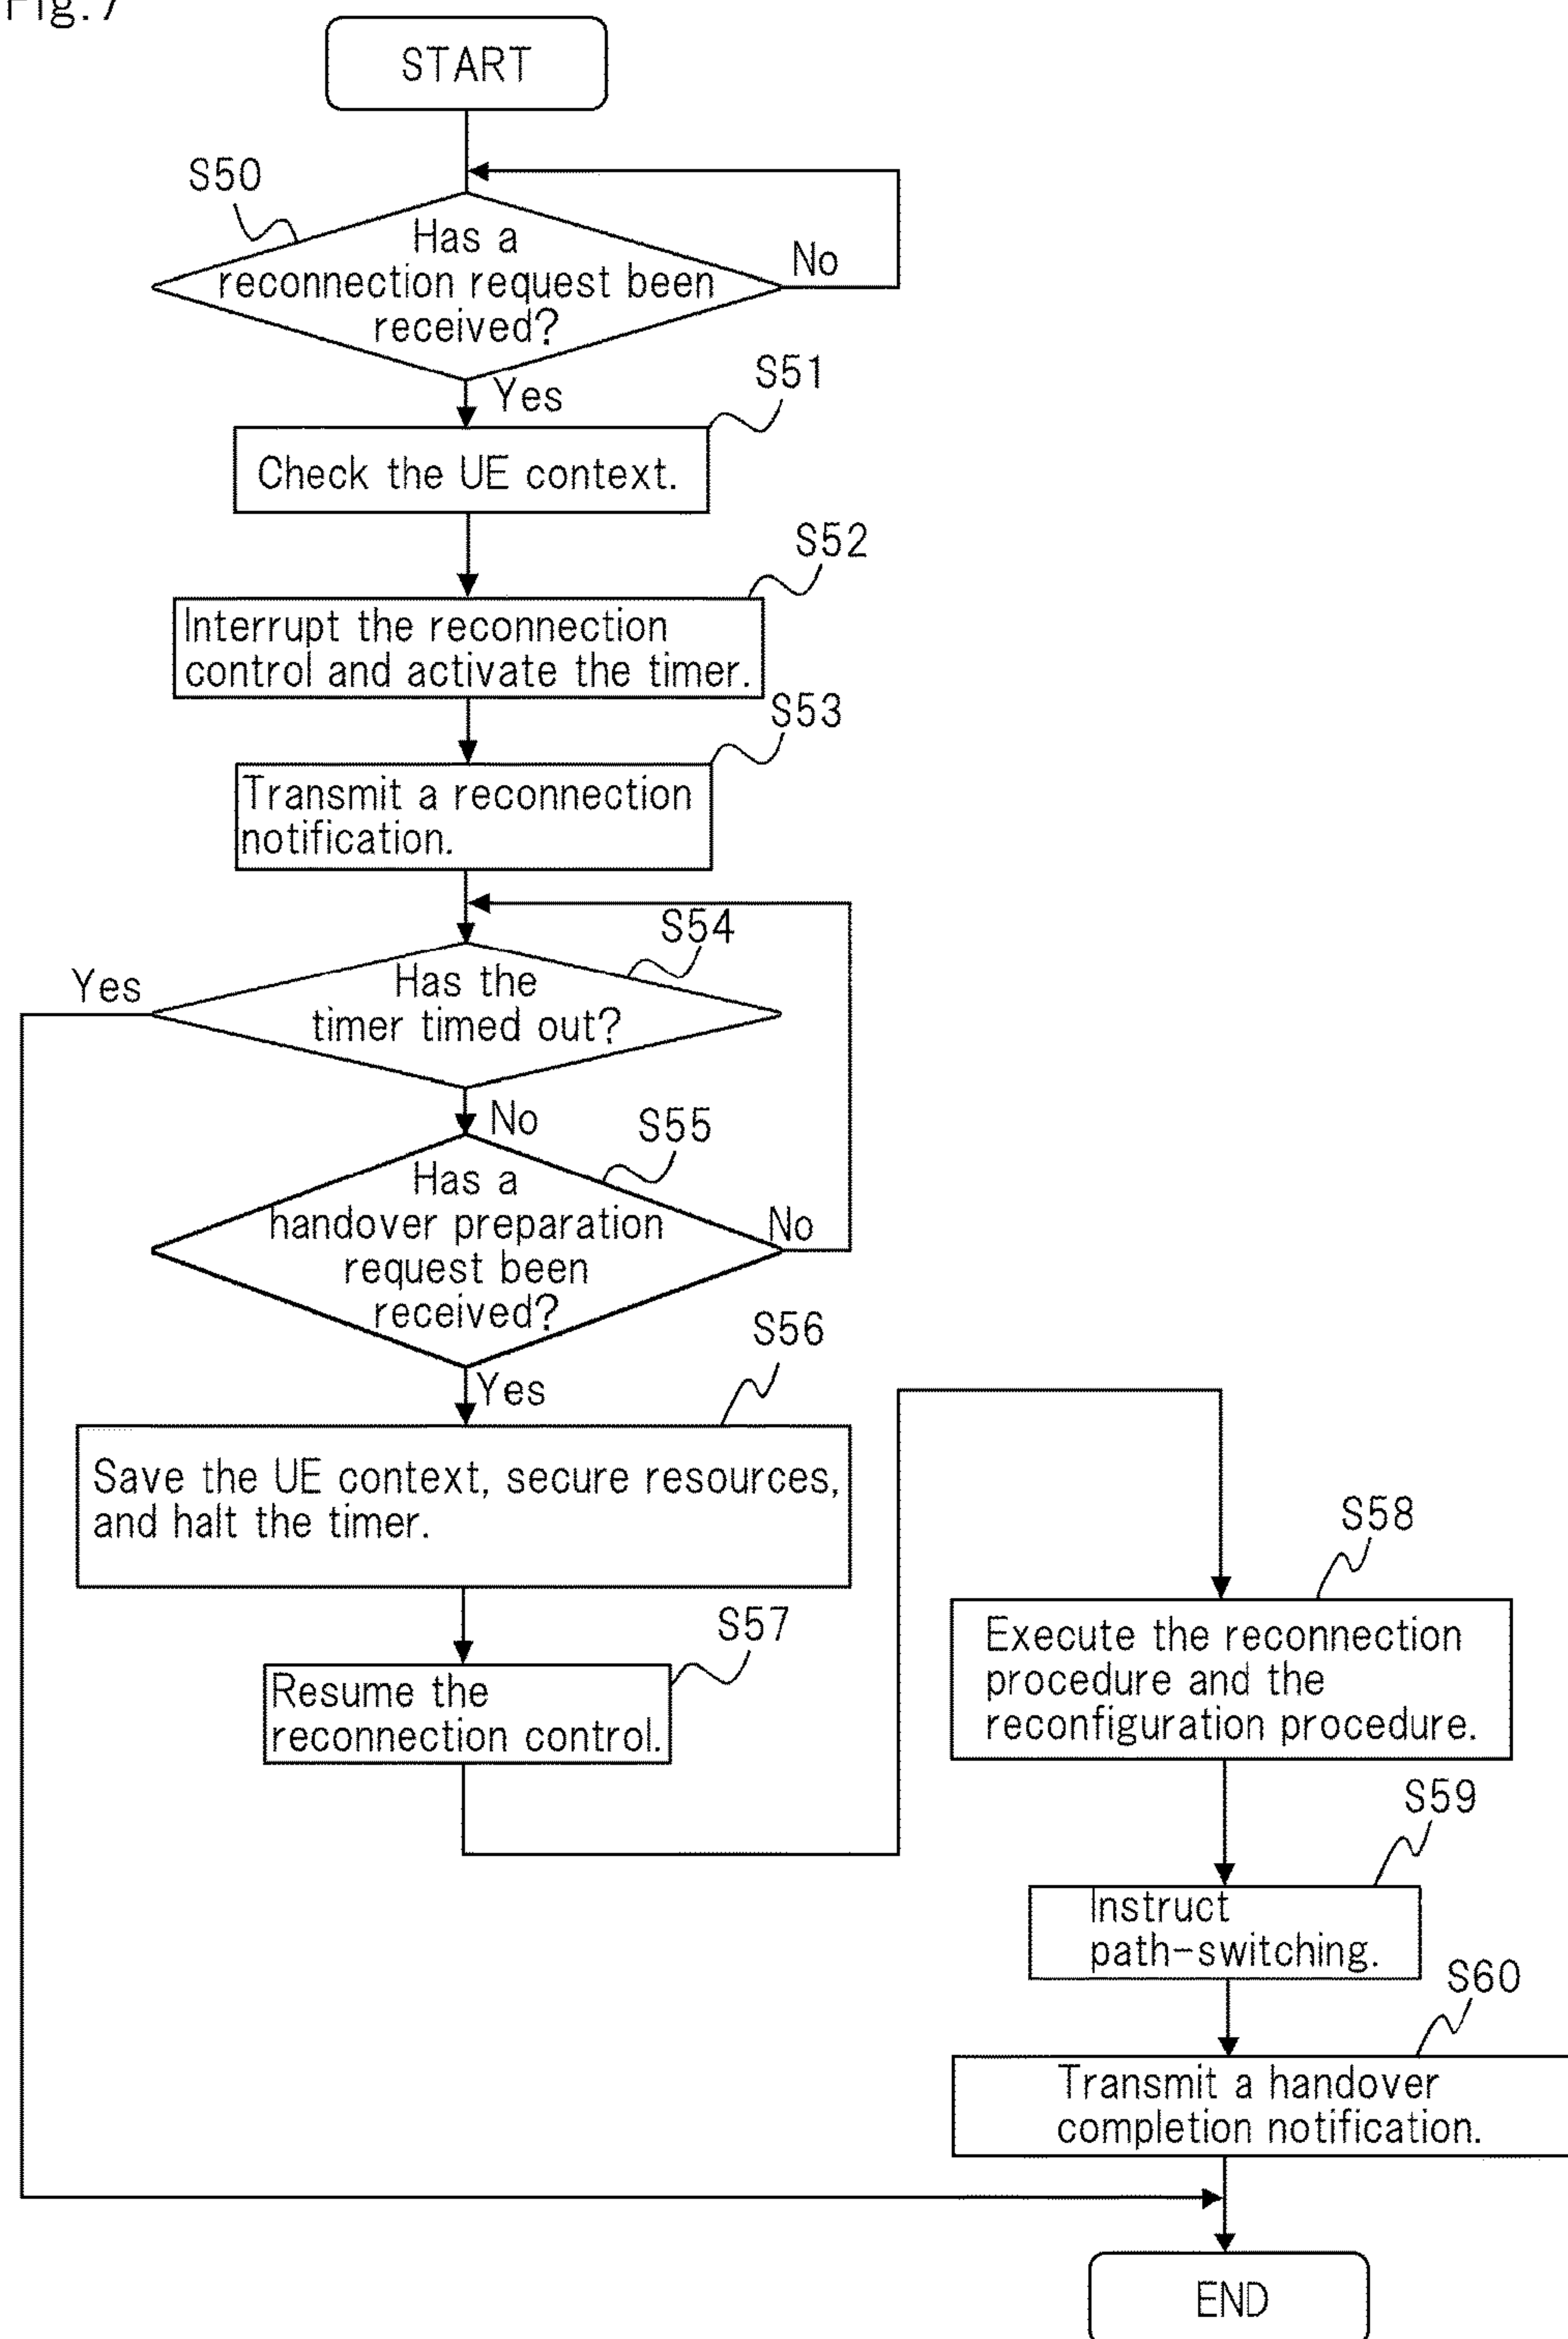 Fig.7
START
S50
Has a
reconnection request been
received?
No
Yes
S51
Check the UE context.
S52
Interrupt the reconnection
control and activate the timer.
S53
Transmit a reconnection
notification.
S54
Has the
timer timed out?
Yes
No
S55
Has a
handover preparation
request been
received?
No
Yes
S56
Save the UE context, secure resources,
and halt the timer.
S57
Resume the
reconnection control.
S58
Execute the reconnection
procedure and the
reconfiguration procedure.
S59
Instruct
path-switching.
S60
Transmit a handover
completion notification.
END